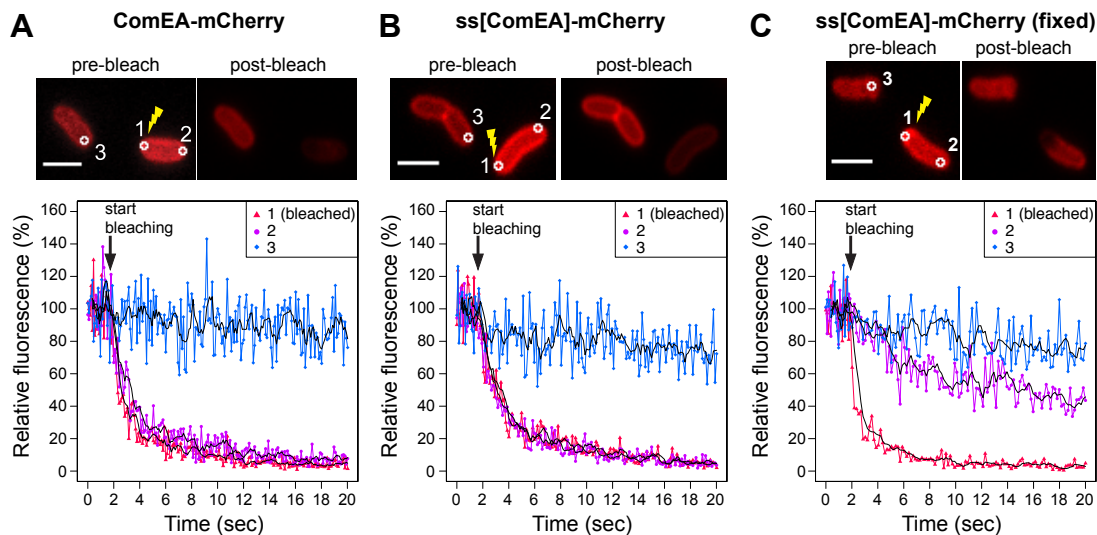 A
ComEA-mCherry
pre-bleach
post-bleach
1
2
3
160
140
120
100
80
60
40
20
0
Relative fluorescence (%)
start
bleaching
1 (bleached)
2
3
0 2 4 6 8 10 12 14 16 18 20
Time (sec)
B
ss[ComEA]-mCherry
pre-bleach
post-bleach
2
3
1
160
140
120
100
80
60
40
20
0
Relative fluorescence (%)
start
bleaching
1 (bleached)
2
3
0 2 4 6 8 10 12 14 16 18 20
Time (sec)
C
ss[ComEA]-mCherry (fixed)
pre-bleach
post-bleach
3
1
2
160
140
120
100
80
60
40
20
0
Relative fluorescence (%)
start
bleaching
1 (bleached)
2
3
0 2 4 6 8 10 12 14 16 18 20
Time (sec)